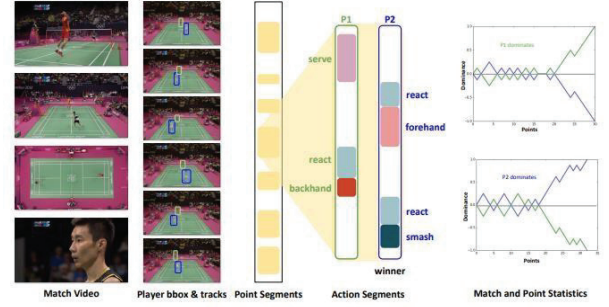 P1
P2
serve
react
forehand
react
backhand
react
smash
winner
P1 dominates
Dominance
Points
P2 dominates
Dominance
Points
Match Video
Player bbox & tracks
Point Segments
Action Segments
Match and Point Statistics